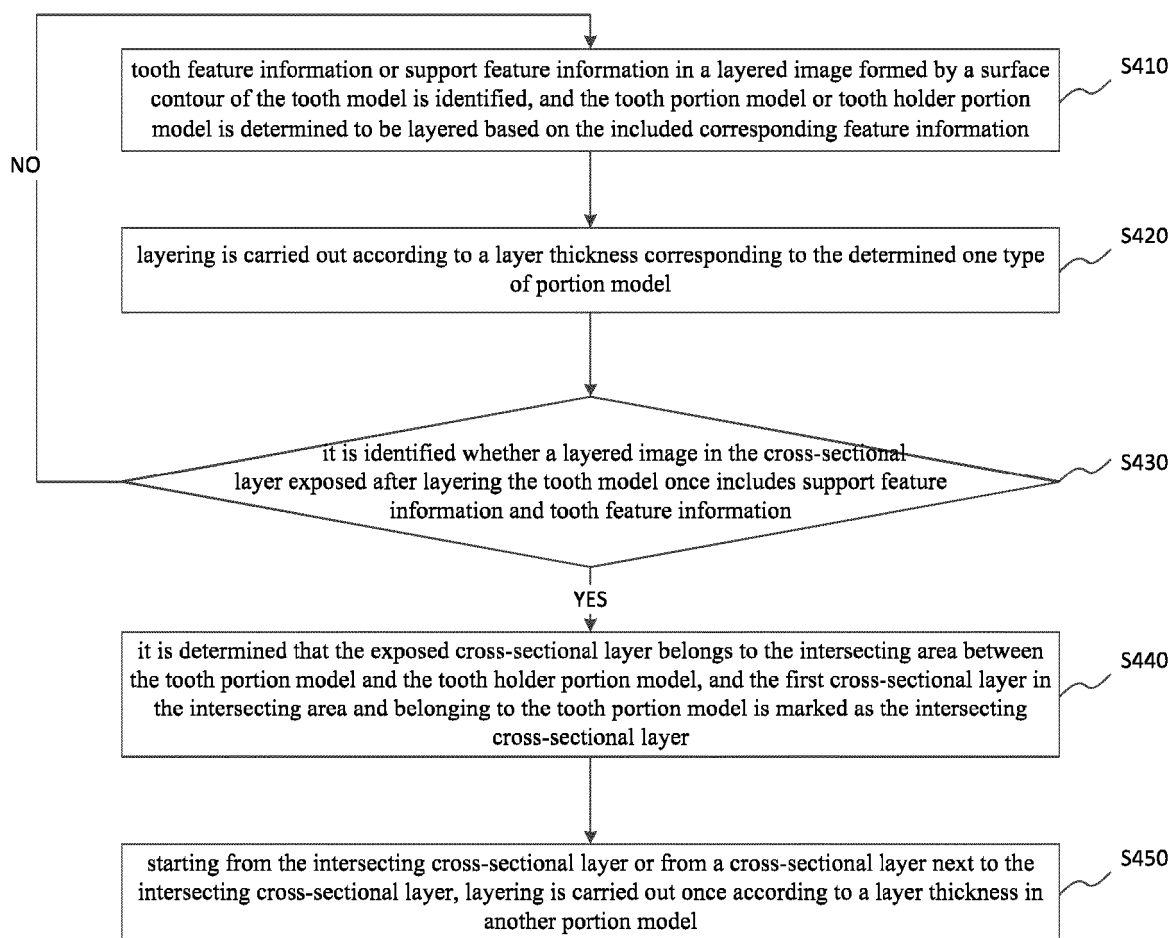 tooth feature information or support feature information in a layered image formed by a surface
contour of the tooth model is identified, and the tooth portion model or tooth holder portion
model is determined to be layered based on the included corresponding feature information
S410
NO
layering is carried out according to a layer thickness corresponding to the determined one type
of portion model
S420
it is identified whether a layered image in the cross-sectional
layer exposed after layering the tooth model once includes support feature
information and tooth feature information
S430
YES
it is determined that the exposed cross-sectional layer belongs to the intersecting area between
the tooth portion model and the tooth holder portion model, and the first cross-sectional layer in
the intersecting area and belonging to the tooth portion model is marked as the intersecting
cross-sectional layer
S440
starting from the intersecting cross-sectional layer or from a cross-sectional layer next to the
intersecting cross-sectional layer, layering is carried out once according to a layer thickness in
another portion model
S450